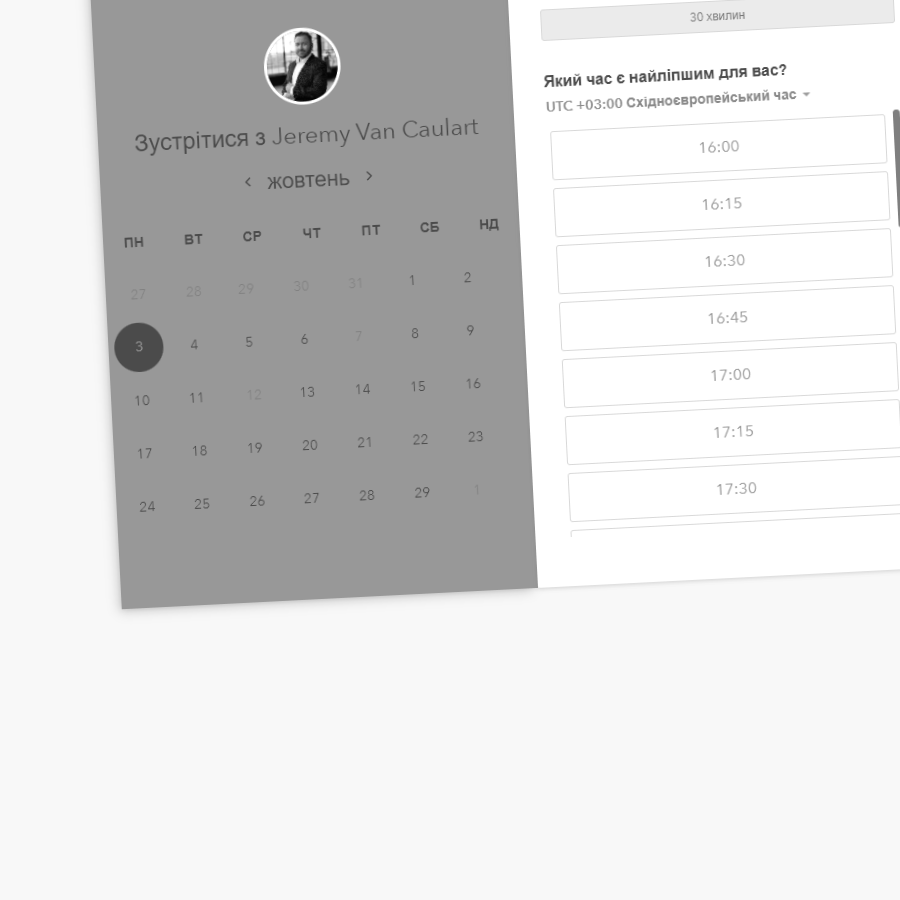 Зустрітися з Jeremy Van Caulart
‹ жовтень ›
ПН ВТ СР ЧТ ПТ СБ НД
27 28 29 30 31 1 2
3 4 5 6 7 8 9
10 11 12 13 14 15 16
17 18 19 20 21 22 23
24 25 26 27 28 29 1
30 хвилин
Який час є найліпшим для вас?
UTC +03:00 Східноєвропейський час
16:00
16:15
16:30
16:45
17:00
17:15
17:30